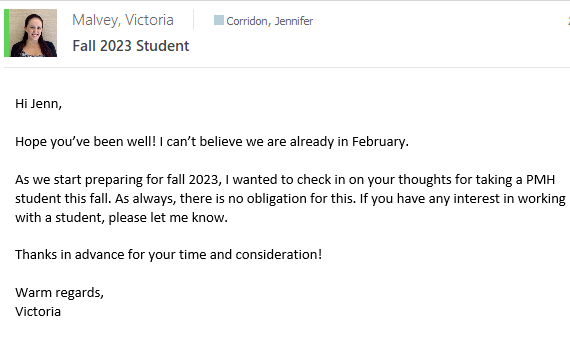 Malvey, Victoria Corridon, Jennifer
Fall 2023 Student
Hi Jenn,
Hope you've been well! I can't believe we are already in February.
As we start preparing for fall 2023, I wanted to check in on your thoughts for taking a PMH
student this fall. As always, there is no obligation for this. If you have any interest in working
with a student, please let me know.
Thanks in advance for your time and consideration!
Warm regards,
Victoria